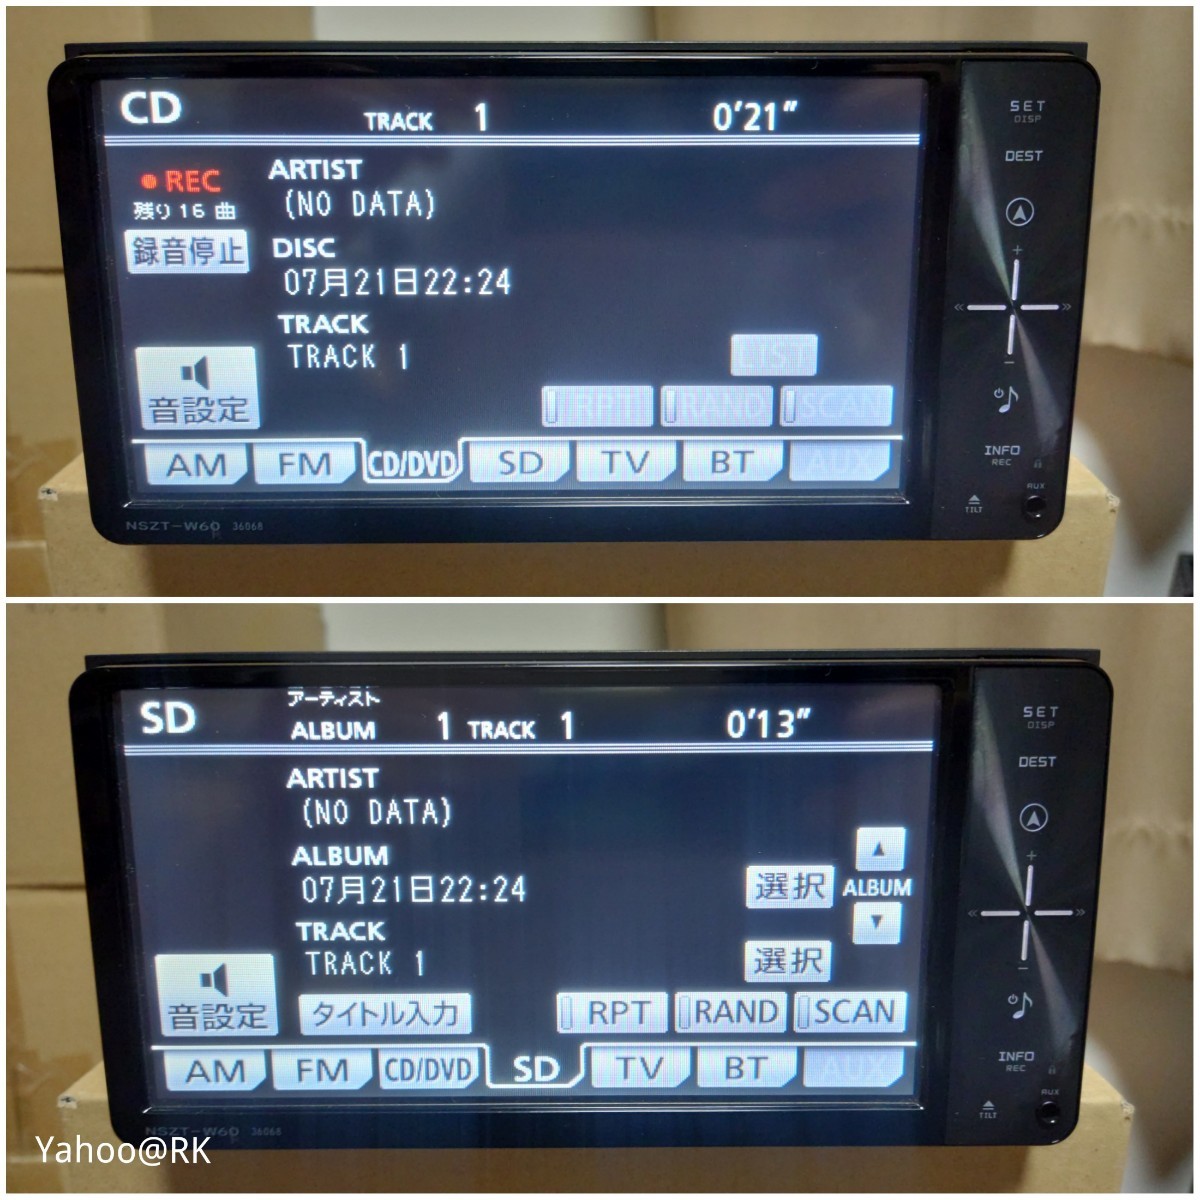 CD
TRACK 1 0'21"
● REC
残り 16 曲
録音停止
ARTIST
(NO DATA)
DISC
07月21日22:24
TRACK
TRACK 1
音設定
LIST
RPT RAND SCAN
AM FM CD/DVD SD TV BT AUX
NSZT-W60 36068
SET
DISP
DEST
+
« »
−
INFO
REC
AUX
TILT
SD
アーティスト
ALBUM 1 TRACK 1 0'13"
ARTIST
(NO DATA)
ALBUM
07月21日22:24
TRACK
TRACK 1
選択 ALBUM
選択
音設定
タイトル入力 RPT RAND SCAN
AM FM CD/DVD SD TV BT AUX
NSZT-W60 36068
SET
DISP
DEST
+
« »
−
INFO
REC
AUX
TILT
Yahoo@RK